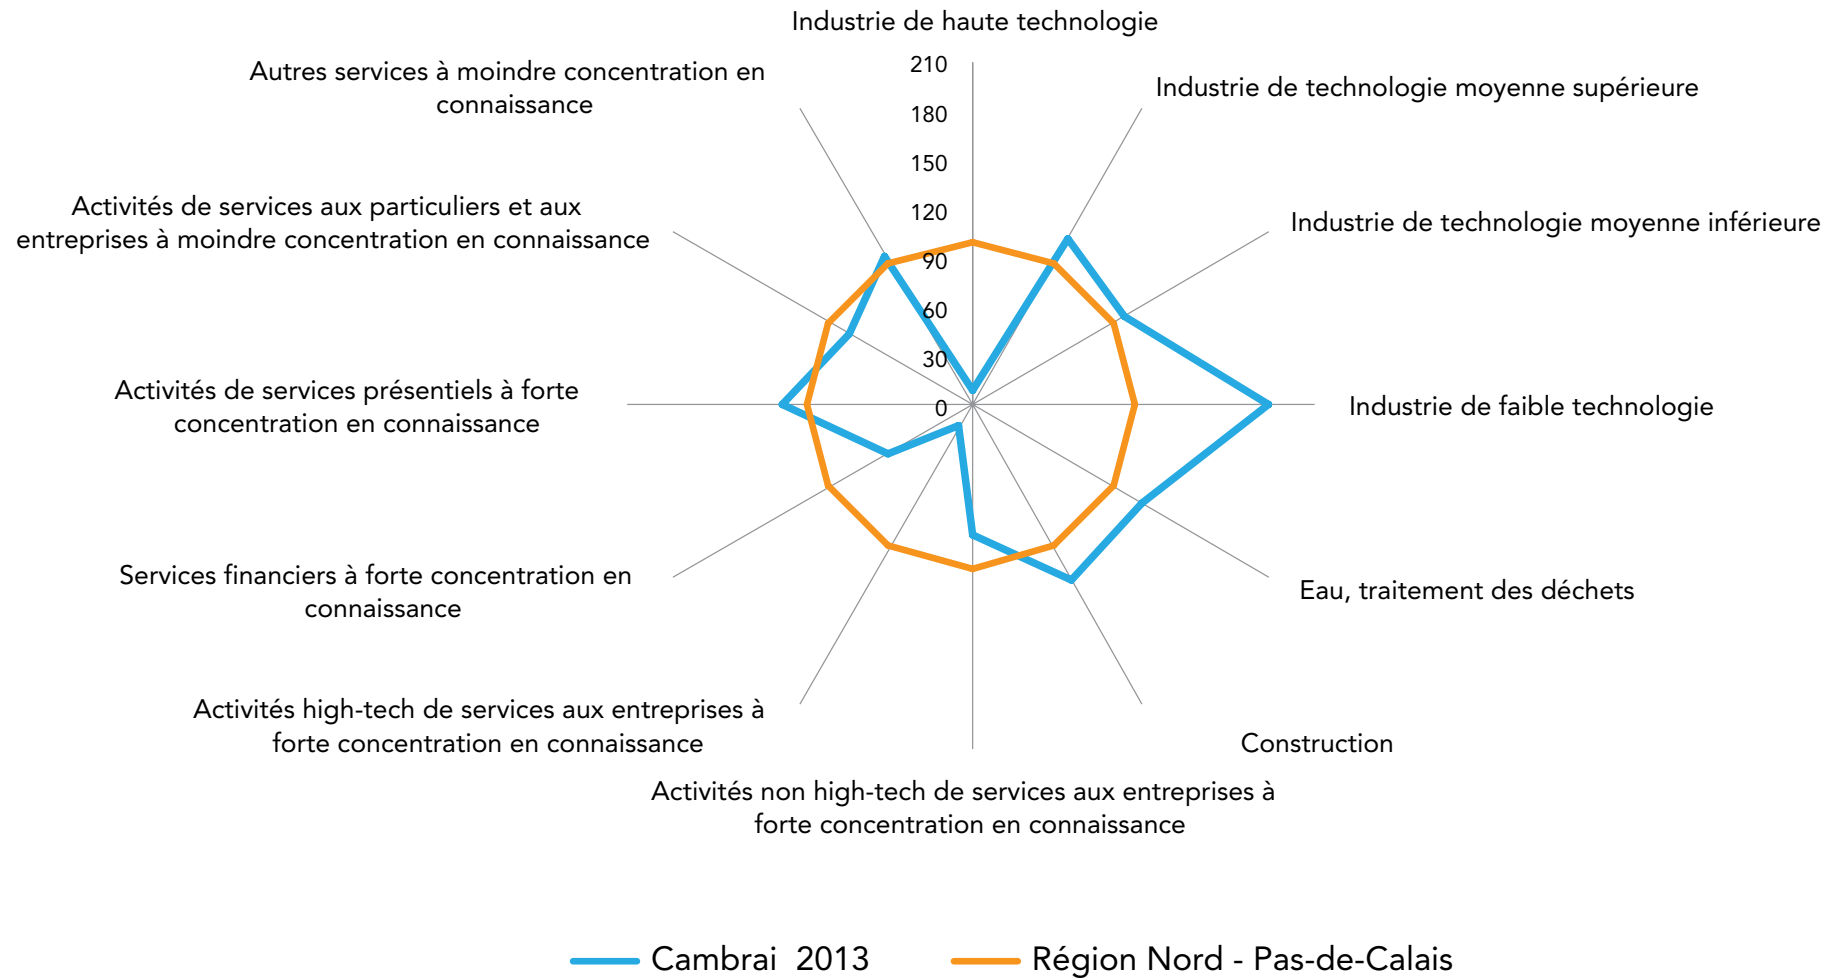 Industrie de haute technologie
Industrie de technologie moyenne supérieure
Industrie de technologie moyenne inférieure
Industrie de faible technologie
Eau, traitement des déchets
Construction
Activités non high-tech de services aux entreprises à
forte concentration en connaissance
Activités high-tech de services aux entreprises à
forte concentration en connaissance
Services financiers à forte concentration en
connaissance
Activités de services présentiels à forte
concentration en connaissance
Activités de services aux particuliers et aux
entreprises à moindre concentration en connaissance
Autres services à moindre concentration en
connaissance
210
180
150
120
90
60
30
0
Cambrai 2013
Région Nord - Pas-de-Calais